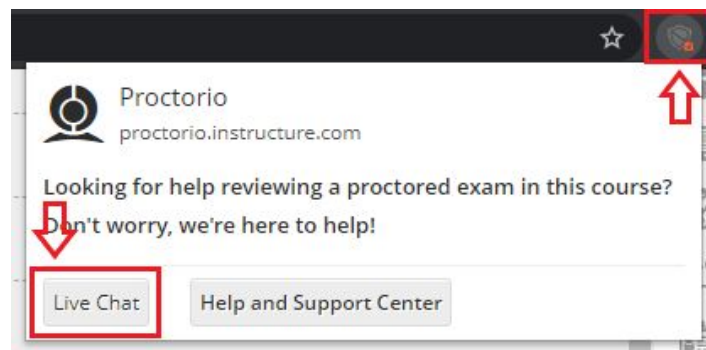 Proctorio
proctorio.instructure.com
Looking for help reviewing a proctored exam in this course?
Don't worry, we're here to help!
Live Chat
Help and Support Center